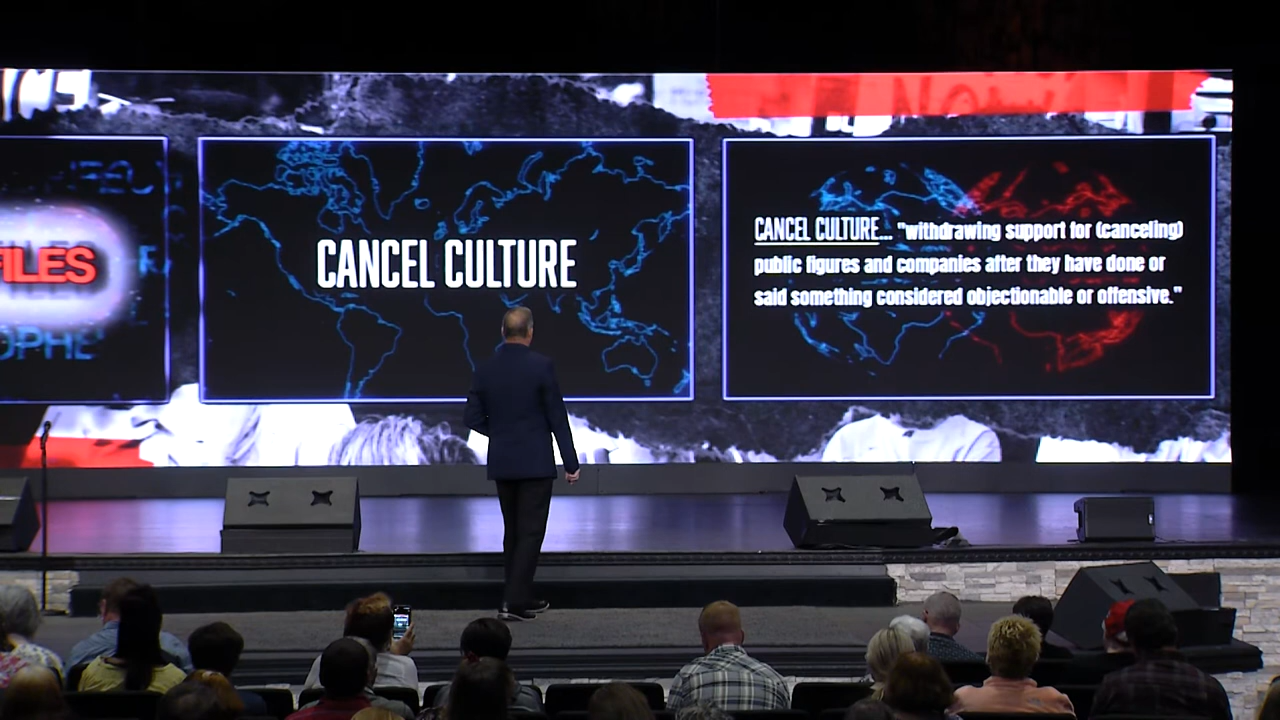 CANCEL CULTURE
CANCEL CULTURE... "withdrawing support for (canceling)
public figures and companies after they have done or
said something considered objectionable or offensive."
FILES